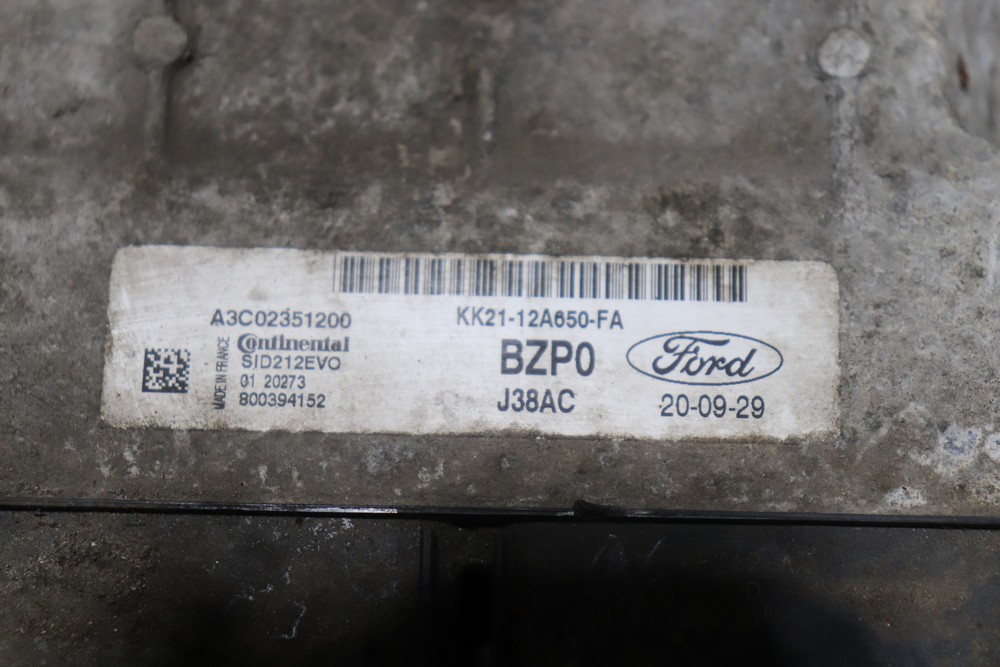 A3C02351200
Continental
SID212EVO
01 20273
800394152
MADE IN FRANCE
KK21-12A650-FA
BZP0
J38AC
Ford
20-09-29